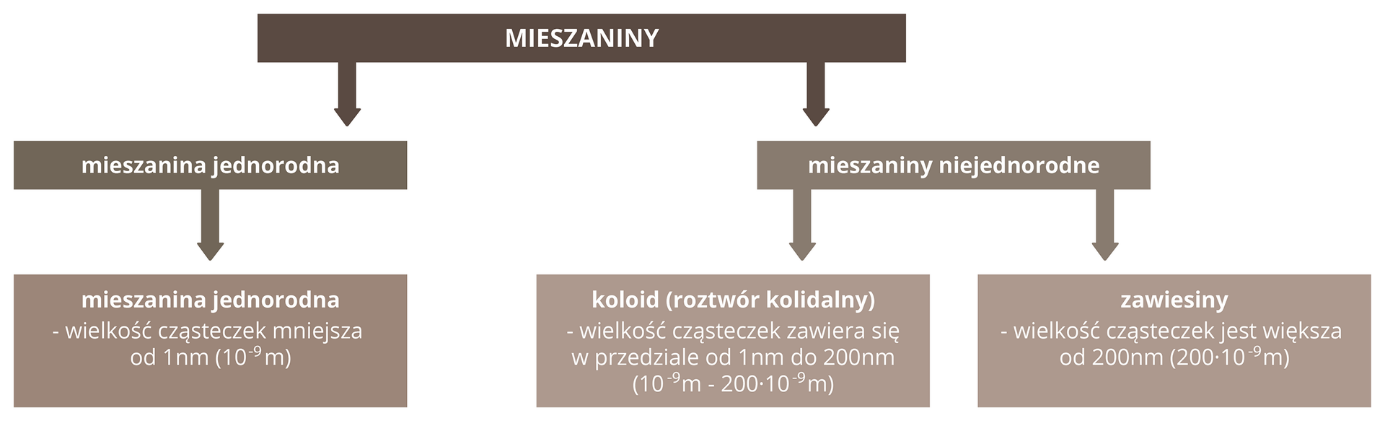 MIESZANINY
mieszanina jednorodna
mieszaniny niejednorodne
mieszanina jednorodna
- wielkość cząsteczek mniejsza
od 1nm (10⁻⁹m)
koloid (roztwór kolidalny)
- wielkość cząsteczek zawiera się
w przedziale od 1nm do 200nm
(10⁻⁹m - 200·10⁻⁹m)
zawiesiny
- wielkość cząsteczek jest większa
od 200nm (200·10⁻⁹m)